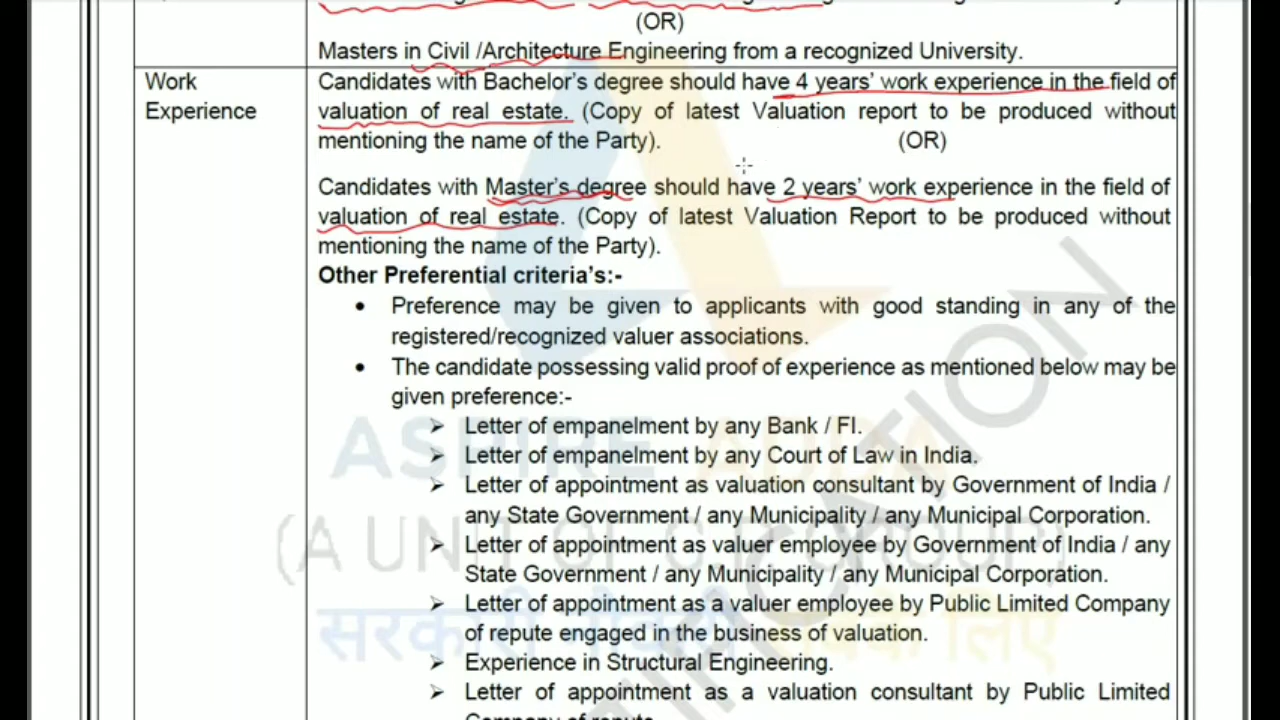 (OR)
Masters in Civil /Architecture Engineering from a recognized University.
Work
Experience
Candidates with Bachelor's degree should have 4 years' work experience in the field of
valuation of real estate. (Copy of latest Valuation report to be produced without
mentioning the name of the Party). (OR)
Candidates with Master's degree should have 2 years' work experience in the field of
valuation of real estate. (Copy of latest Valuation Report to be produced without
mentioning the name of the Party).
Other Preferential criteria's:-
• Preference may be given to applicants with good standing in any of the
registered/recognized valuer associations.
• The candidate possessing valid proof of experience as mentioned below may be
given preference:-
➤ Letter of empanelment by any Bank / FI.
➤ Letter of empanelment by any Court of Law in India.
➤ Letter of appointment as valuation consultant by Government of India /
any State Government / any Municipality / any Municipal Corporation.
➤ Letter of appointment as valuer employee by Government of India / any
State Government / any Municipality / any Municipal Corporation.
➤ Letter of appointment as a valuer employee by Public Limited Company
of repute engaged in the business of valuation.
➤ Experience in Structural Engineering.
➤ Letter of appointment as a valuation consultant by Public Limited
Company of repute
ASPIRE
(A UNIT OF
सरकारी
के लिए